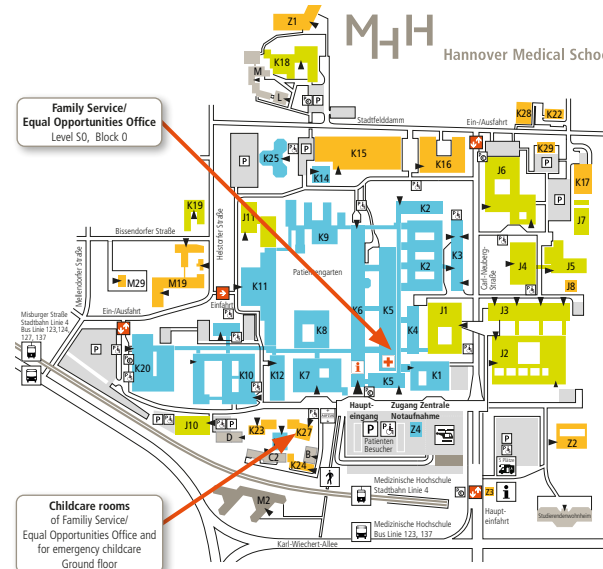 Z1
MHH
Hannover Medical Schoo
K18
M
L
P
Stadtfelddamm
Ein-/Ausfahrt
K28
K22
Family Service/
Equal Opportunities Office
Level S0, Block 0
P
K25
K14
K15
K16
K29
P
J6
K17
K19
J11
K2
J7
Bissendorfer Straße
K9
K2
K3
Helstorfer Straße
Mellendorfer Straße
Patientengarten
Carl-Neuberg-
Straße
J4
J5
M29
M19
K11
K6
K5
J8
Einfahrt
Misburger Straße
Stadtbahn Linie 4
Bus Line 123,124,
127, 137
Ein-/Ausfahrt
K8
K4
J1
J3
J2
P
K20
K10
K12
K7
i
K5
K1
Haupt-
eingang
Zugang Zentrale
Notaufnahme
J10
D
K23
K27
P
Z4
Patienten
Besucher
P
Z2
C2
B
K24
5 Plätze
Childcare rooms
of Familiy Service/
Equal Opportunities Office and
for emergency childcare
Ground floor
M2
Medizinische Hochschule
Stadtbahn Linie 4
Z3
i
Haupt-
einfahrt
Studierendenwohnheim
Medizinische Hochschule
Bus Linie 123, 137
Karl-Wiechert-Allee